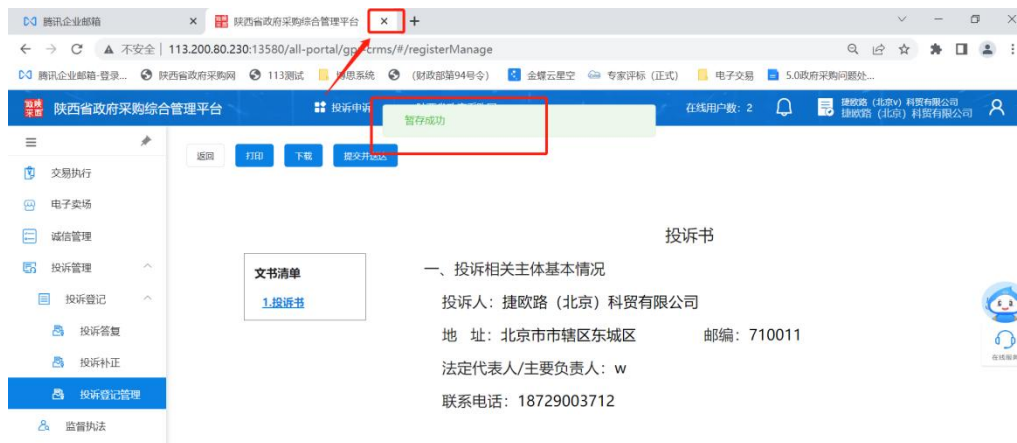 腾讯企业邮箱
陕西省政府采购综合管理平台
不安全 113.200.80.230:13580/all-portal/gp-crms/#/registerManage
腾讯企业邮箱-登录...
陕西省政府采购网
113测试
博思系统
(财政部第94号令)
金蝶云星空
专家评标 (正式)
电子交易
5.0政府采购问题处...
陕西省政府采购综合管理平台
投诉申诉
在线用户数: 2
捷欧路 (北京v) 科贸有限公司
捷欧路 (北京) 科贸有限公司
暂存成功
返回
打印
下载
提交并送达
交易执行
电子卖场
诚信管理
投诉管理
投诉登记
投诉答复
投诉补正
投诉登记管理
监督执法
文书清单
1.投诉书
投诉书
一、投诉相关主体基本情况
投诉人：捷欧路（北京）科贸有限公司
地 址：北京市市辖区东城区 邮编：710011
法定代表人/主要负责人：w
联系电话：18729003712